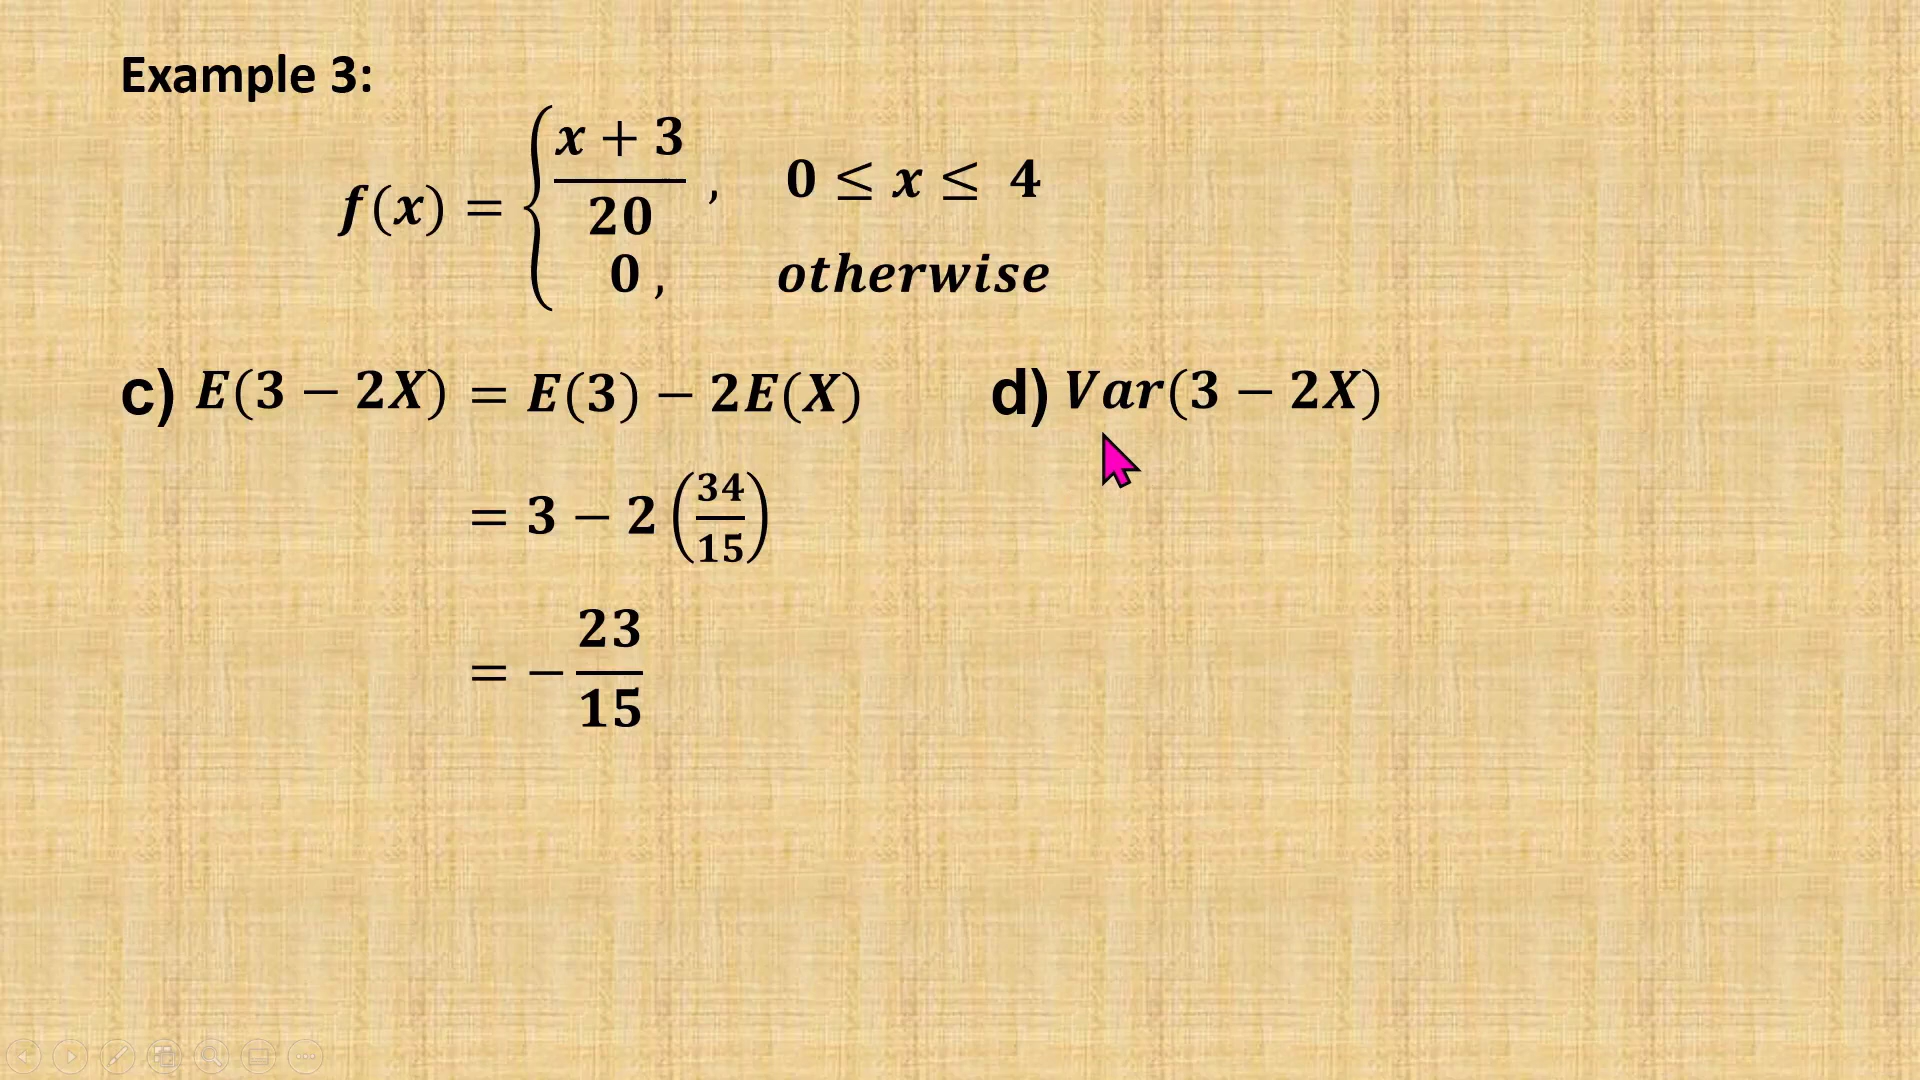 Example 3:
f(x) = { (x + 3)/20 , 0 ≤ x ≤ 4
0 , otherwise
c) E(3 − 2X) = E(3) − 2E(X)
= 3 − 2 (34/15)
= − 23/15
d) Var(3 − 2X)